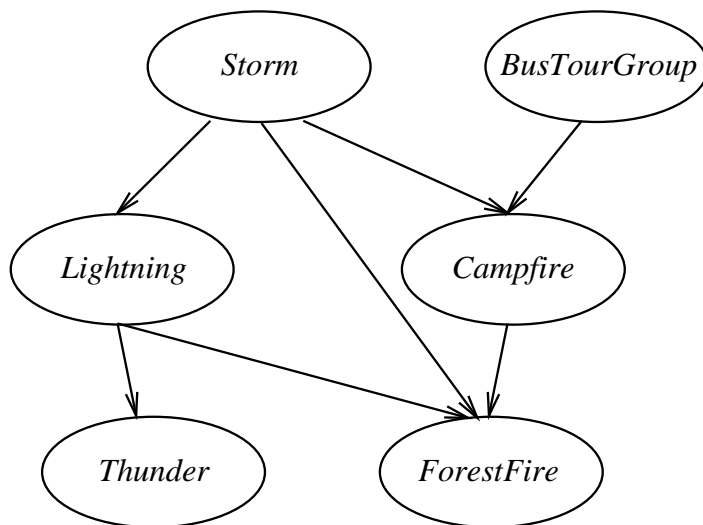 Storm
BusTourGroup
Lightning
Campfire
Thunder
ForestFire